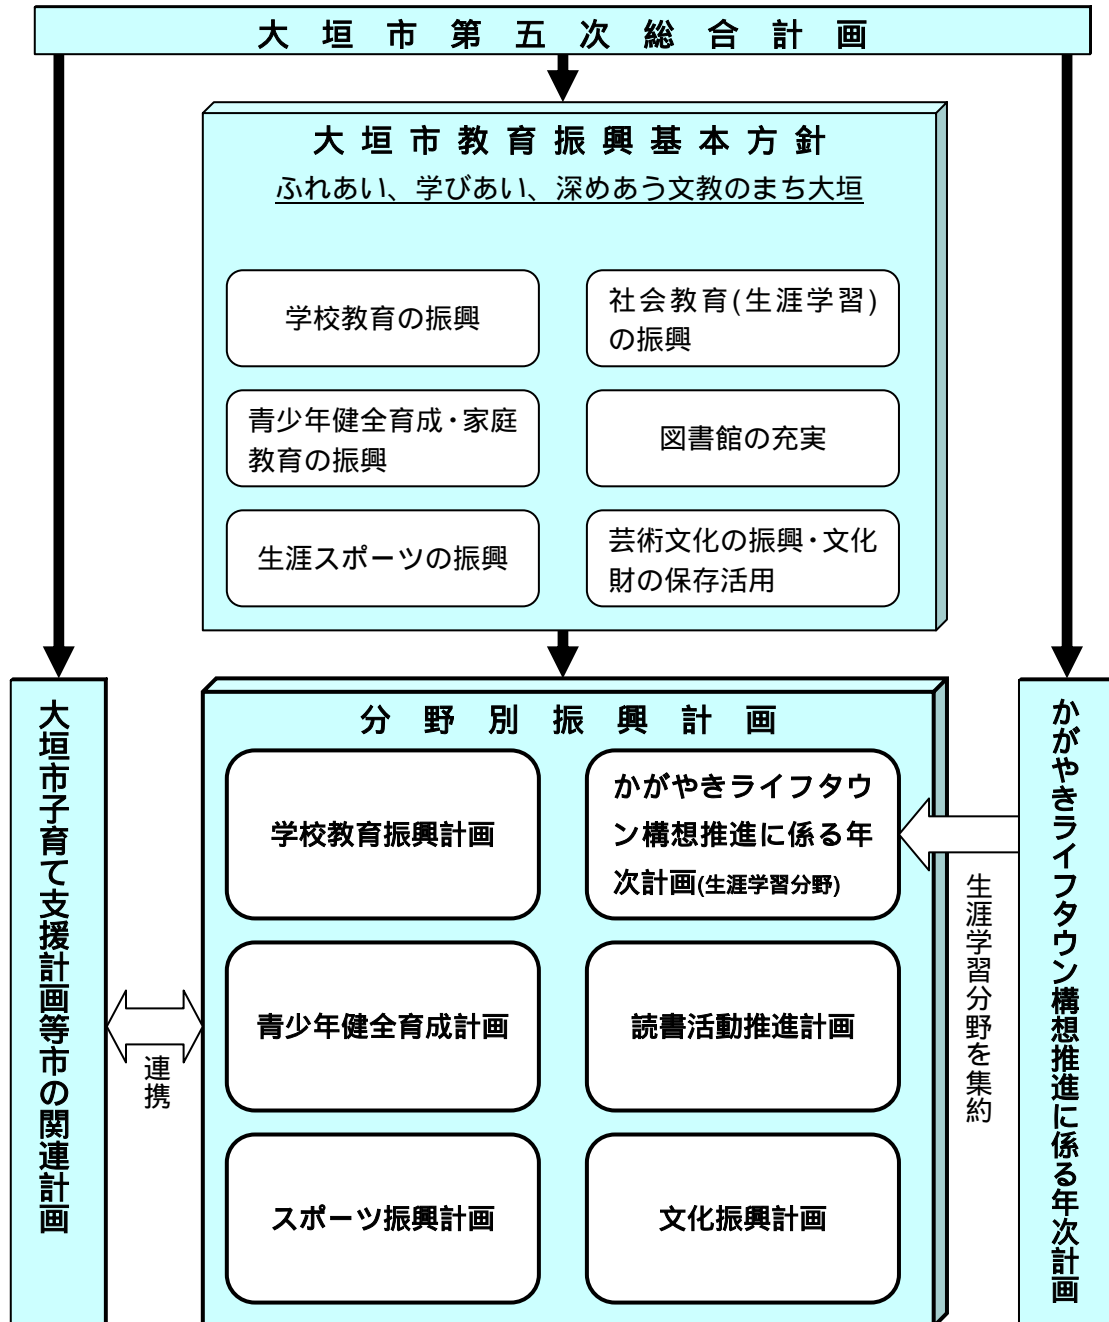 大垣市第五次総合計画
大垣市教育振興基本方針
ふれあい、学びあい、深めあう文教のまち大垣
学校教育の振興
社会教育(生涯学習)
の振興
青少年健全育成・家庭
教育の振興
図書館の充実
生涯スポーツの振興
芸術文化の振興・文化
財の保存活用
大垣市子育て支援計画等市の関連計画
連携
分野別振興計画
学校教育振興計画
かがやきライフタウ
ン構想推進に係る年
次計画(生涯学習分野)
青少年健全育成計画
読書活動推進計画
スポーツ振興計画
文化振興計画
生涯学習分野を集約
かがやきライフタウン構想推進に係る年次計画